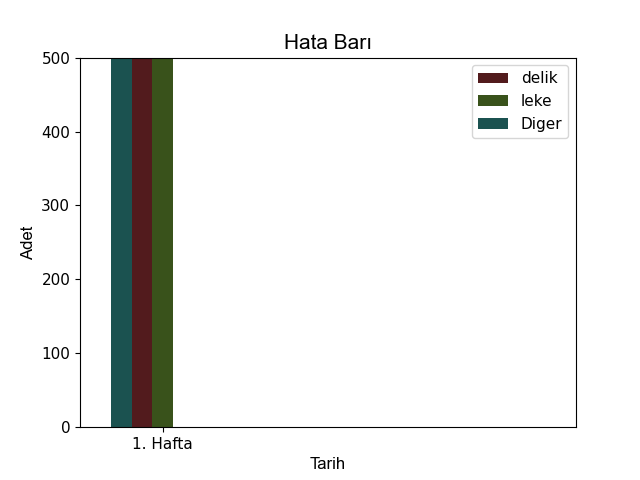 Hata Barı
delik
leke
Diger
500
400
300
200
100
0
Adet
1. Hafta
Tarih